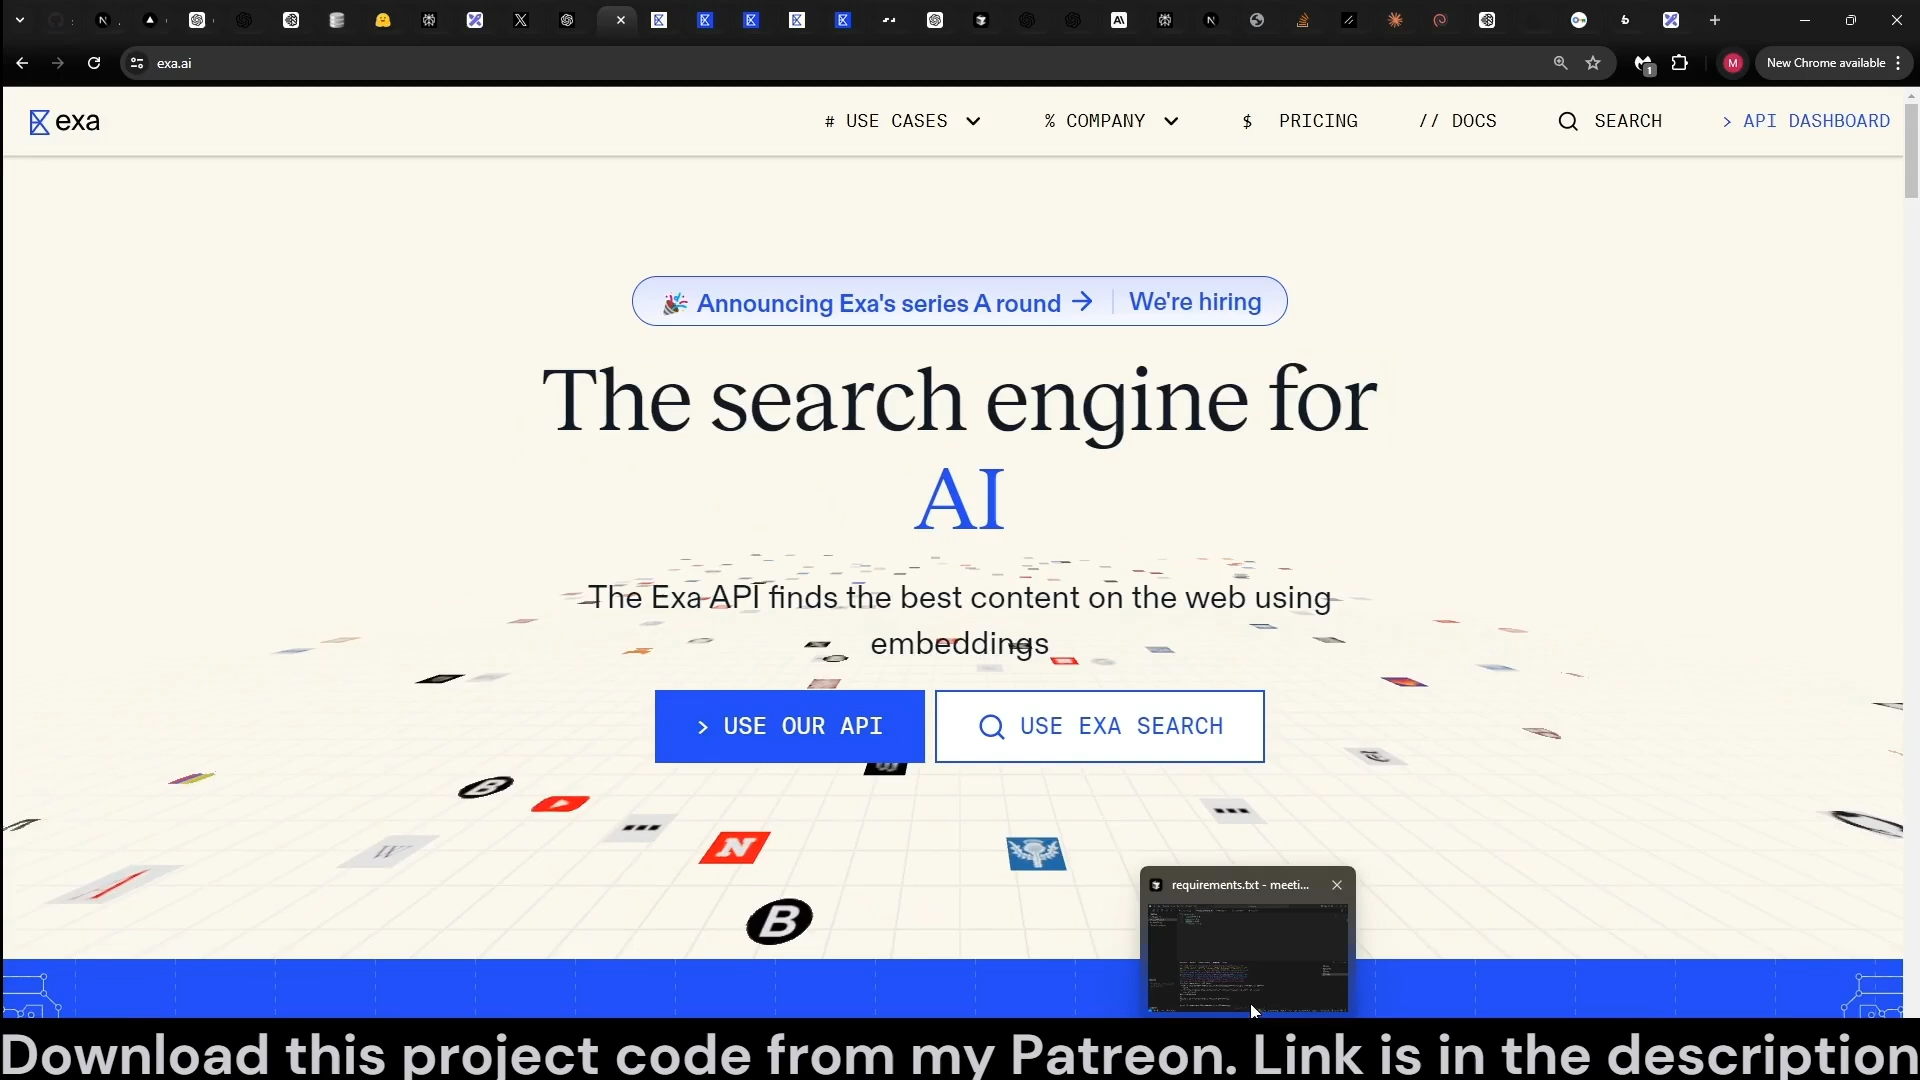 exa.ai
New Chrome available
exa
# USE CASES
% COMPANY
$ PRICING
// DOCS
SEARCH
> API DASHBOARD
Announcing Exa's series A round → We're hiring
The search engine for
AI
The Exa API finds the best content on the web using
embeddings
> USE OUR API
USE EXA SEARCH
W
N
B
B
requirements.txt - meeti...
Download this project code from my Patreon. Link is in the description